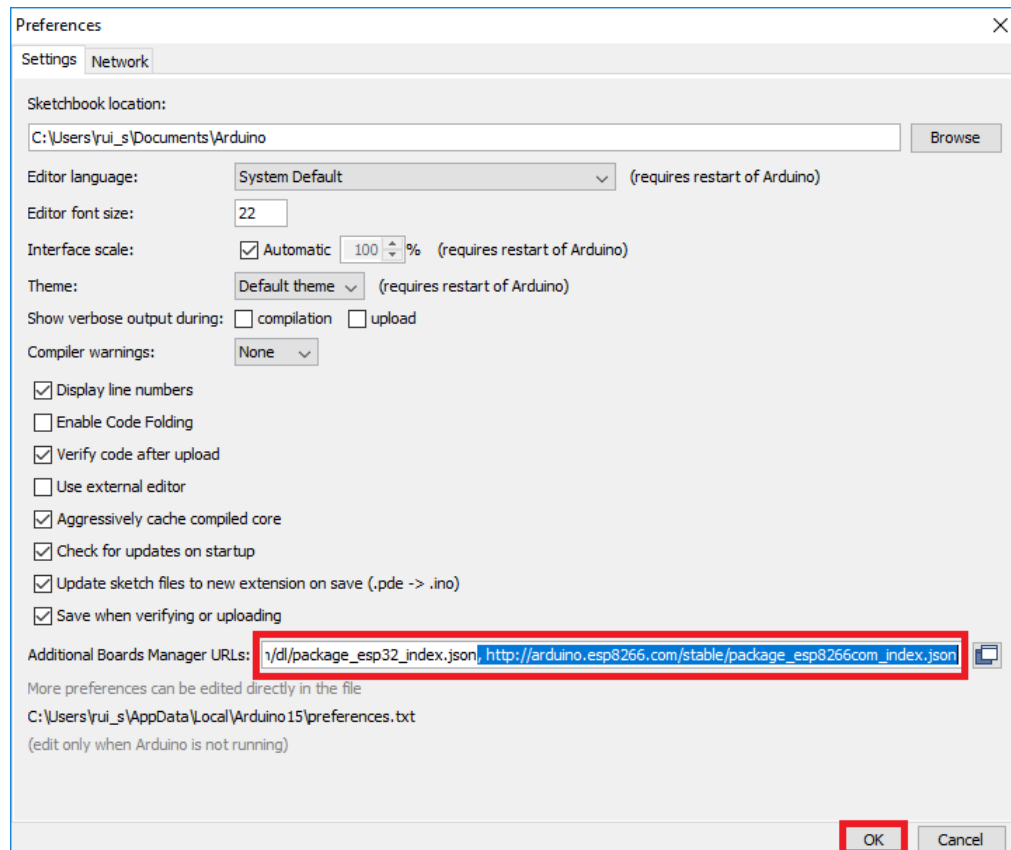 Preferences
Settings Network
Sketchbook location:
C:\Users\rui_s\Documents\Arduino Browse
Editor language: System Default (requires restart of Arduino)
Editor font size: 22
Interface scale: Automatic 100 % (requires restart of Arduino)
Theme: Default theme (requires restart of Arduino)
Show verbose output during: compilation upload
Compiler warnings: None
Display line numbers
Enable Code Folding
Verify code after upload
Use external editor
Aggressively cache compiled core
Check for updates on startup
Update sketch files to new extension on save (.pde -> .ino)
Save when verifying or uploading
Additional Boards Manager URLs: /dl/package_esp32_index.json, http://arduino.esp8266.com/stable/package_esp8266com_index.json
More preferences can be edited directly in the file
C:\Users\rui_s\AppData\Local\Arduino15\preferences.txt
(edit only when Arduino is not running)
OK Cancel